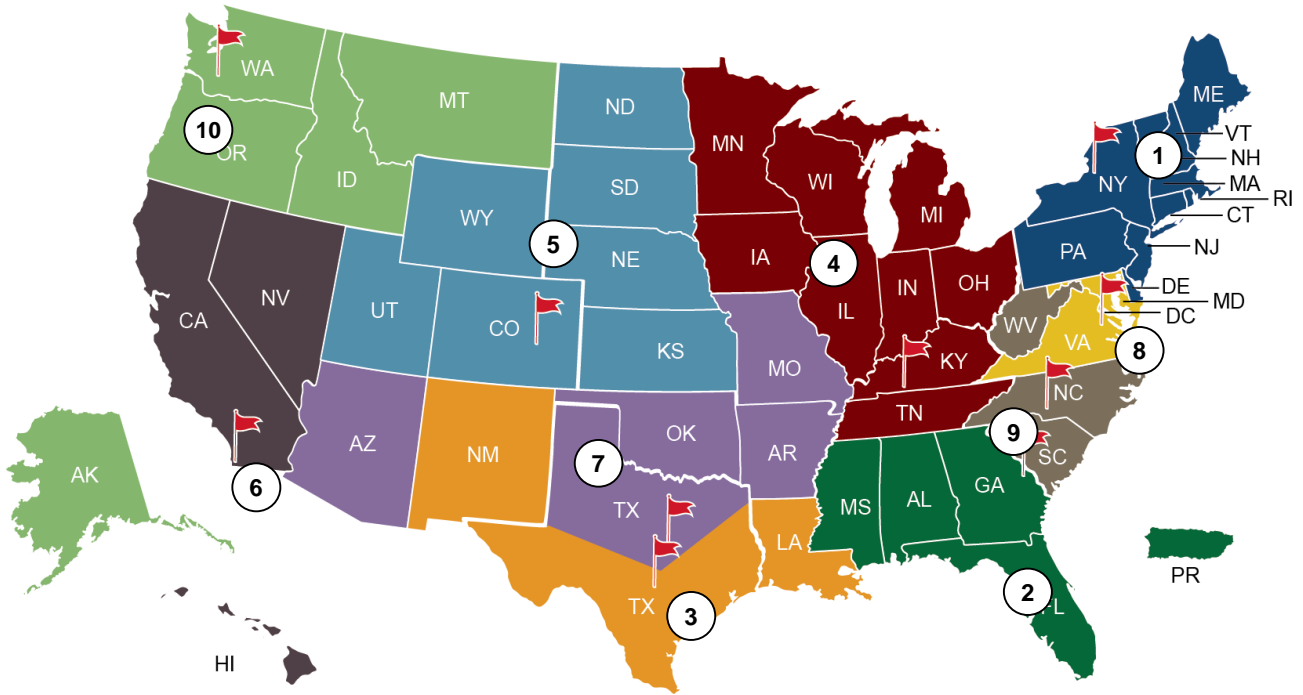 WA
MT
ND
MN
ME
10
OR
ID
SD
WI
MI
1
VT
NH
NY
MA
RI
CT
WY
5
NE
IA
4
PA
NJ
NV
UT
CO
IL
IN
OH
DE
MD
DC
CA
KS
MO
KY
WV
VA
8
NC
TN
9
SC
AZ
NM
OK
AR
7
AK
6
TX
MS
AL
GA
LA
PR
TX
3
2
FL
HI